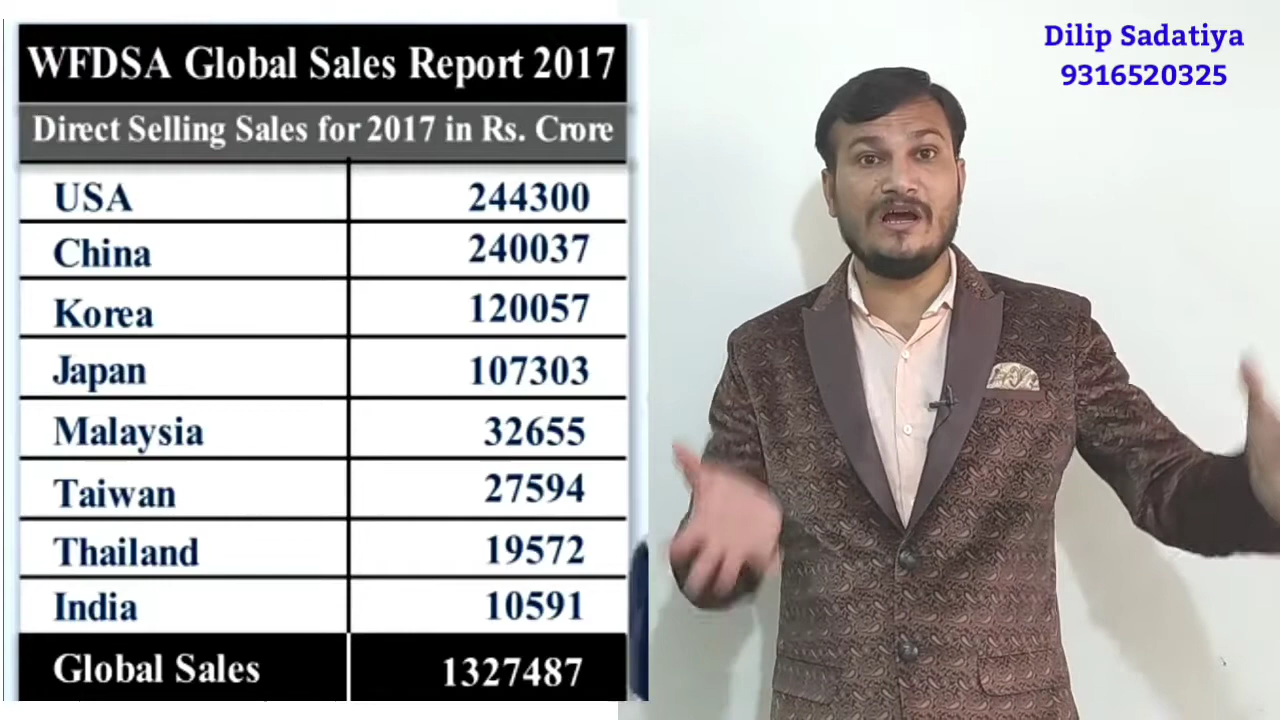 WFDSA Global Sales Report 2017
Direct Selling Sales for 2017 in Rs. Crore
USA 244300
China 240037
Korea 120057
Japan 107303
Malaysia 32655
Taiwan 27594
Thailand 19572
India 10591
Global Sales 1327487
Dilip Sadatiya
9316520325